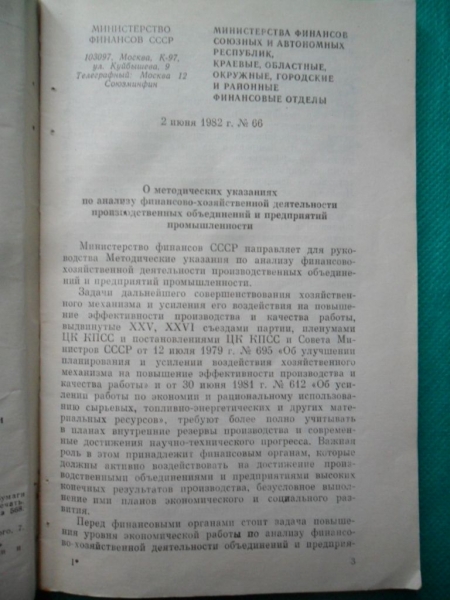 МИНИСТЕРСТВО
ФИНАНСОВ СССР
103097, Москва, К-97,
ул. Куйбышева, 9
Телеграфный: Москва 12
Союзминфин
МИНИСТЕРСТВА ФИНАНСОВ
СОЮЗНЫХ И АВТОНОМНЫХ
РЕСПУБЛИК,
КРАЕВЫЕ, ОБЛАСТНЫЕ,
ОКРУЖНЫЕ, ГОРОДСКИЕ
И РАЙОННЫЕ
ФИНАНСОВЫЕ ОТДЕЛЫ
2 июня 1982 г. № 66
О методических указаниях
по анализу финансово-хозяйственной деятельности
производственных объединений и предприятий
промышленности
Министерство финансов СССР направляет для руко-
водства Методические указания по анализу финансово-
хозяйственной деятельности производственных объедине-
ний и предприятий промышленности.
Задачи дальнейшего совершенствования хозяйствен-
ного механизма и усиления его воздействия на повыше-
ние эффективности производства и качества работы,
выдвинутые XXV, XXVI съездами партии, пленумами
ЦК КПСС и постановлениями ЦК КПСС и Совета Ми-
нистров СССР от 12 июля 1979 г. № 695 «Об улучшении
планирования и усилении воздействия хозяйственного
механизма на повышение эффективности производства и
качества работы» и от 30 июня 1981 г. № 612 «Об уси-
лении работы по экономии и рациональному использова-
нию сырьевых, топливно-энергетических и других мате-
риальных ресурсов», требуют более полно учитывать
в планах внутренние резервы производства и современ-
ные достижения научно-технического прогресса. Важная
роль в этом принадлежит финансовым органам, которые
должны активно воздействовать на достижение произ-
водственными объединениями и предприятиями высоких
конечных результатов производства, безусловное выпол-
нение ими планов экономического и социального раз-
вития.
Перед финансовыми органами стоит задача повыше-
ния уровня экономической работы по анализу финансо-
во-хозяйственной деятельности объединений и предприя-
1*
3